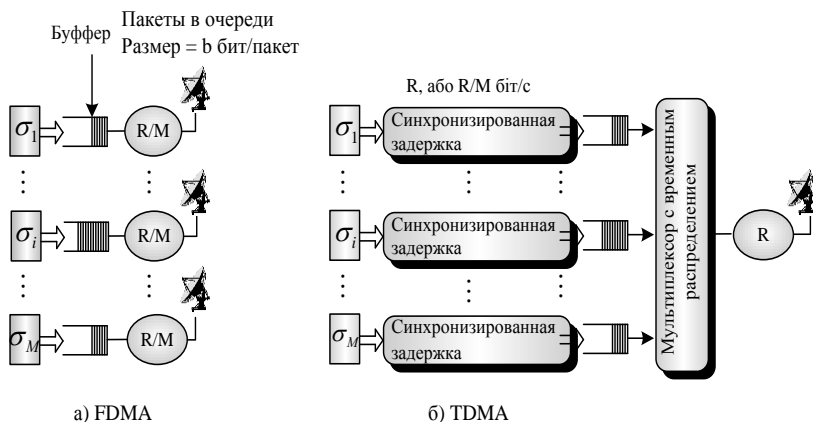 Пакеты в очереди
Буффер
Размер = b бит/пакет
R, або R/M біт/с
σ1
R/M
σ1
Синхронизированная
задержка
σi
R/M
σi
Синхронизированная
задержка
Мультиплексор с временным
распределением
R
σM
R/M
σM
Синхронизированная
задержка
а) FDMA
б) TDMA